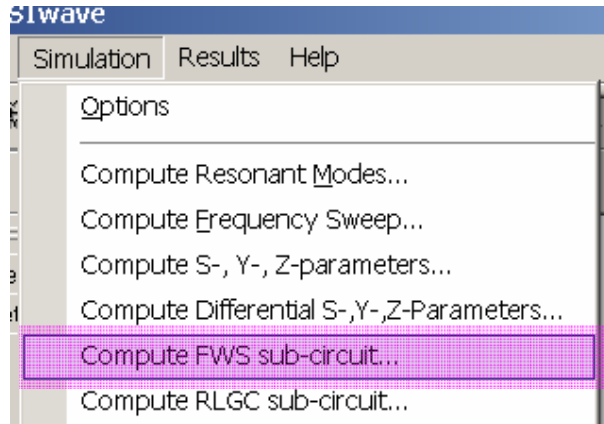 SIwave
Simulation Results Help
Options
Compute Resonant Modes...
Compute Frequency Sweep...
Compute S-, Y-, Z-parameters...
Compute Differential S-,Y-,Z-Parameters...
Compute FWS sub-circuit...
Compute RLGC sub-circuit...